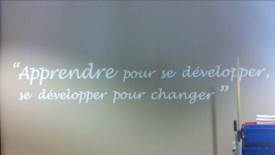 “Apprendre pour se développer,
se développer pour changer”